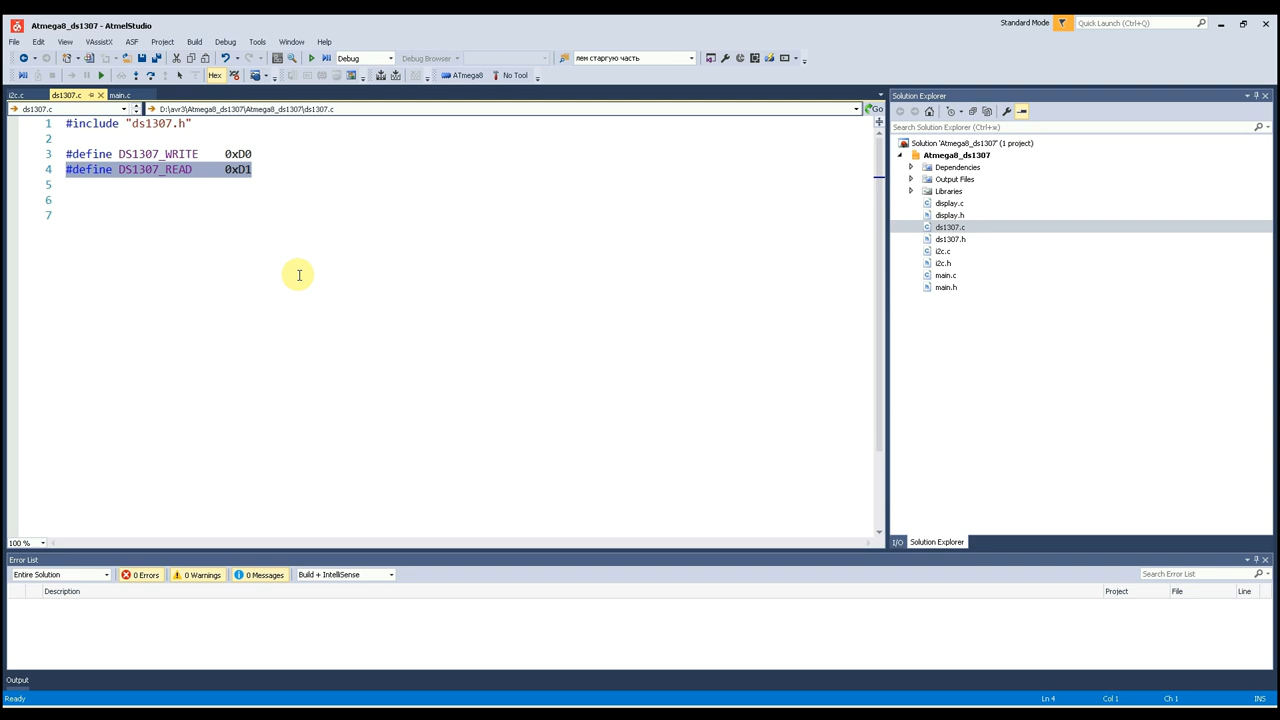 Atmega8_ds1307 - AtmelStudio
Standard Mode
Quick Launch (Ctrl+ж)
File Edit View VAssistX ASF Project Build Debug Tools Window Help
Debug
Debug Browser
лем старгую часть
Hex
ATmega8
No Tool
i2c.c
ds1307.c
main.c
ds1307.c
D:\avr3\Atmega8_ds1307\Atmega8_ds1307\ds1307.c
Go
1 #include "ds1307.h"
2
3 #define DS1307_WRITE 0xD0
4 #define DS1307_READ 0xD1
5
6
7
100 %
Solution Explorer
Search Solution Explorer (Ctrl+ж)
Solution 'Atmega8_ds1307' (1 project)
Atmega8_ds1307
Dependencies
Output Files
Libraries
display.c
display.h
ds1307.c
ds1307.h
i2c.c
i2c.h
main.c
main.h
I/O
Solution Explorer
Error List
Entire Solution
0 Errors
0 Warnings
0 Messages
Build + IntelliSense
Search Error List
Description
Project
File
Line
Output
Ready
Ln 4
Col 1
Ch 1
INS